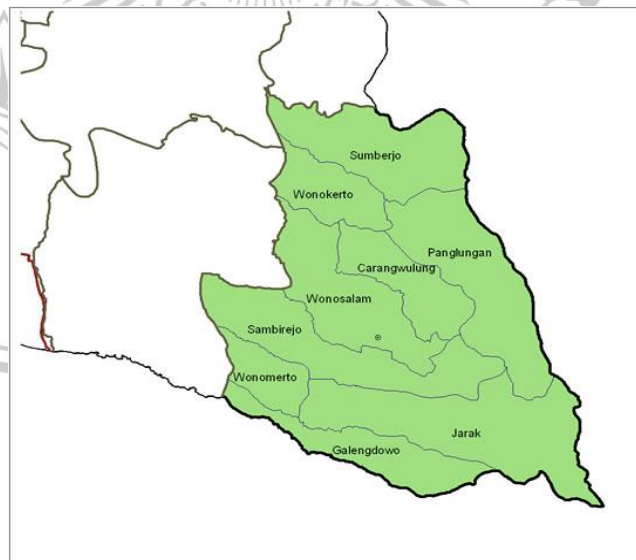 Sumberjo
Wonokerto
Panglungan
Carangwulung
Wonosalam
Sambirejo
Wonomerto
Jarak
Galengdowo